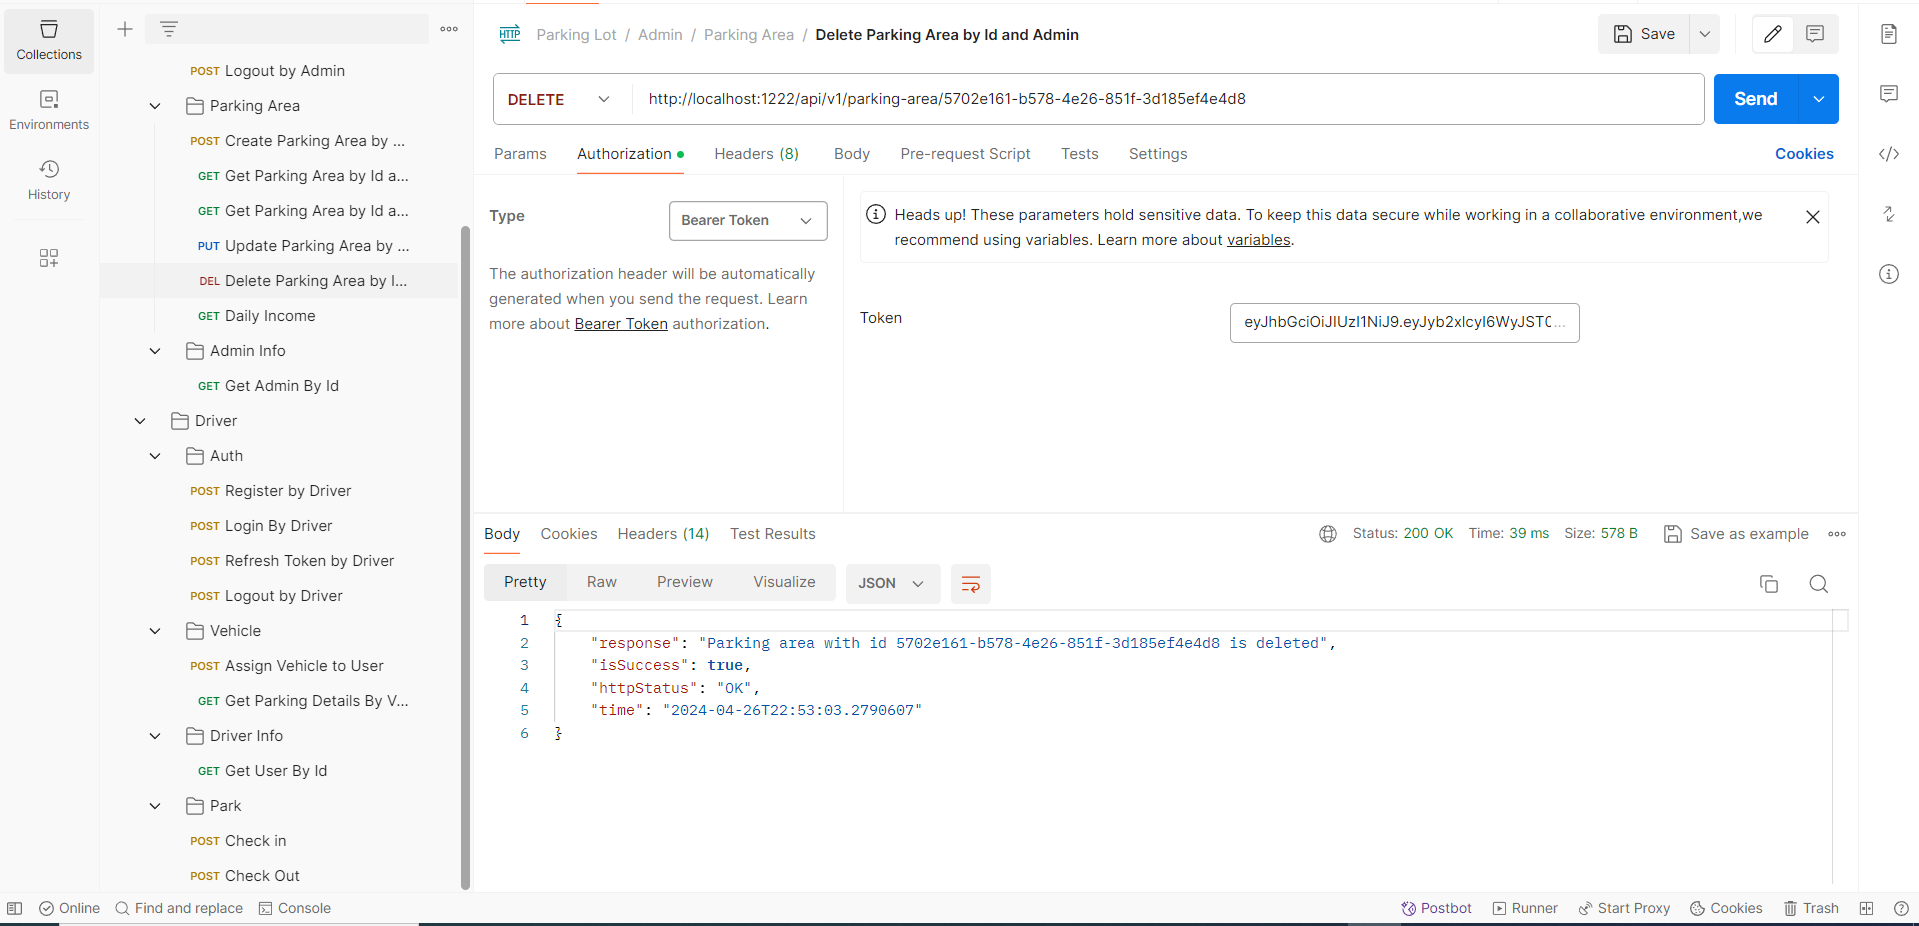 Collections
Environments
History
POST Logout by Admin
Parking Area
POST Create Parking Area by ...
GET Get Parking Area by Id a...
GET Get Parking Area by Id a...
PUT Update Parking Area by ...
DEL Delete Parking Area by I...
GET Daily Income
Admin Info
GET Get Admin By Id
Driver
Auth
POST Register by Driver
POST Login By Driver
POST Refresh Token by Driver
POST Logout by Driver
Vehicle
POST Assign Vehicle to User
GET Get Parking Details By V...
Driver Info
GET Get User By Id
Park
POST Check in
POST Check Out
HTTP Parking Lot / Admin / Parking Area / Delete Parking Area by Id and Admin
Save
DELETE http://localhost:1222/api/v1/parking-area/5702e161-b578-4e26-851f-3d185ef4e4d8
Send
Params Authorization Headers (8) Body Pre-request Script Tests Settings Cookies
Type Bearer Token
The authorization header will be automatically
generated when you send the request. Learn
more about Bearer Token authorization.
Heads up! These parameters hold sensitive data. To keep this data secure while working in a collaborative environment,we
recommend using variables. Learn more about variables.
Token eyJhbGciOiJIUzI1NiJ9.eyJyb2xlcyI6WyJST...
Body Cookies Headers (14) Test Results Status: 200 OK Time: 39 ms Size: 578 B Save as example
Pretty Raw Preview Visualize JSON
1 {
2 "response": "Parking area with id 5702e161-b578-4e26-851f-3d185ef4e4d8 is deleted",
3 "isSuccess": true,
4 "httpStatus": "OK",
5 "time": "2024-04-26T22:53:03.2790607"
6 }
Online Find and replace Console Postbot Runner Start Proxy Cookies Trash